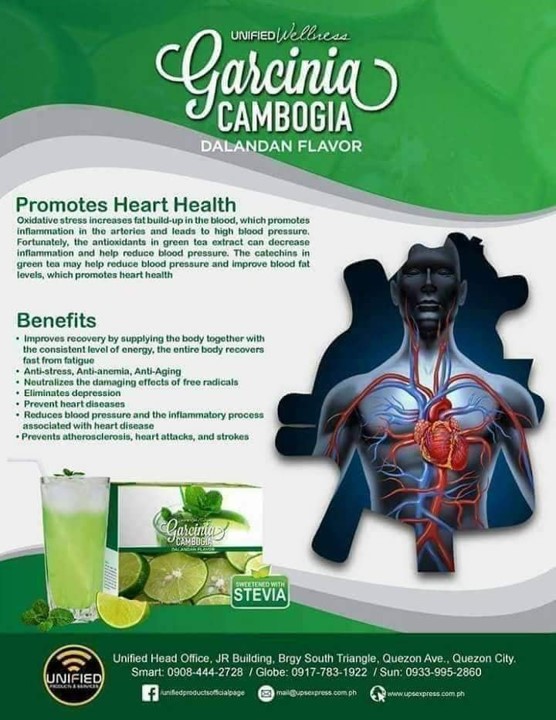 UNIFIED Wellness
Garcinia
CAMBOGIA
DALANDAN FLAVOR
Promotes Heart Health
Oxidative stress increases fat build-up in the blood, which promotes
inflammation in the arteries and leads to high blood pressure.
Fortunately, the antioxidants in green tea extract can decrease
inflammation and help reduce blood pressure. The catechins in
green tea may help reduce blood pressure and improve blood fat
levels, which promotes heart health
Benefits
• Improves recovery by supplying the body together with
the consistent level of energy, the entire body recovers
fast from fatigue
• Anti-stress, Anti-anemia, Anti-Aging
• Neutralizes the damaging effects of free radicals
• Eliminates depression
• Prevent heart diseases
• Reduces blood pressure and the inflammatory process
associated with heart disease
• Prevents atherosclerosis, heart attacks, and strokes
Garcinia
CAMBOGIA
DALANDAN FLAVOR
SWEETENED WITH
STEVIA
UNIFIED
PRODUCTS & SERVICES
Unified Head Office, JR Building, Brgy South Triangle, Quezon Ave., Quezon City.
Smart: 0908-444-2728 / Globe: 0917-783-1922 / Sun: 0933-995-2860
/unifiedproductsofficialpage
mail@upsexpress.com.ph
www.upsexpress.com.ph